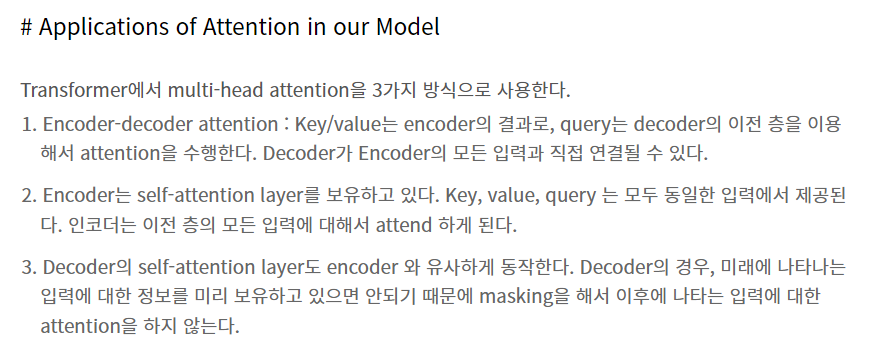 # Applications of Attention in our Model
Transformer에서 multi-head attention을 3가지 방식으로 사용한다.
1. Encoder-decoder attention : Key/value는 encoder의 결과로, query는 decoder의 이전 층을 이용
해서 attention을 수행한다. Decoder가 Encoder의 모든 입력과 직접 연결될 수 있다.
2. Encoder는 self-attention layer를 보유하고 있다. Key, value, query 는 모두 동일한 입력에서 제공된
다. 인코더는 이전 층의 모든 입력에 대해서 attend 하게 된다.
3. Decoder의 self-attention layer도 encoder 와 유사하게 동작한다. Decoder의 경우, 미래에 나타나는
입력에 대한 정보를 미리 보유하고 있으면 안되기 때문에 masking을 해서 이후에 나타는 입력에 대한
attention을 하지 않는다.